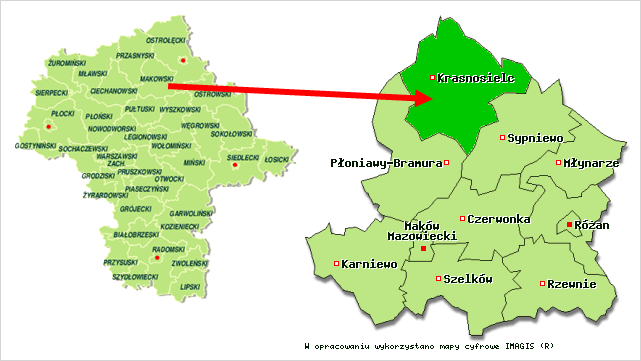 OSTROŁĘCKI
PRZASNYSKI
ŻUROMIŃSKI
MŁAWSKI
MAKOWSKI
SIERPECKI
CIECHANOWSKI
OSTROWSKI
PŁOCKI
PŁOŃSKI
PUŁTUSKI
WYSZKOWSKI
NOWODWORSKI
WĘGROWSKI
LEGIONOWSKI
SOKOŁOWSKI
GOSTYNIŃSKI
SOCHACZEWSKI
WOŁOMIŃSKI
WARSZAWSKI
ZACH.
MIŃSKI
SIEDLECKI
ŁOSICKI
GRODZISKI
PRUSZKOWSKI
OTWOCKI
ŻYRARDOWSKI
PIASECZYŃSKI
GRÓJECKI
GARWOLIŃSKI
KOZIENICKI
BIAŁOBRZESKI
RADOMSKI
PRZYSUSKI
ZWOLEŃSKI
SZYDŁOWIECKI
LIPSKI
Krasnosielc
Sypniewo
Płoniawy-Bramura
Młynarze
Czerwonka
Maków
Mazowiecki
Różan
Karniewo
Szelków
Rzewnie
W opracowaniu wykorzystano mapy cyfrowe IMAGIS (R)